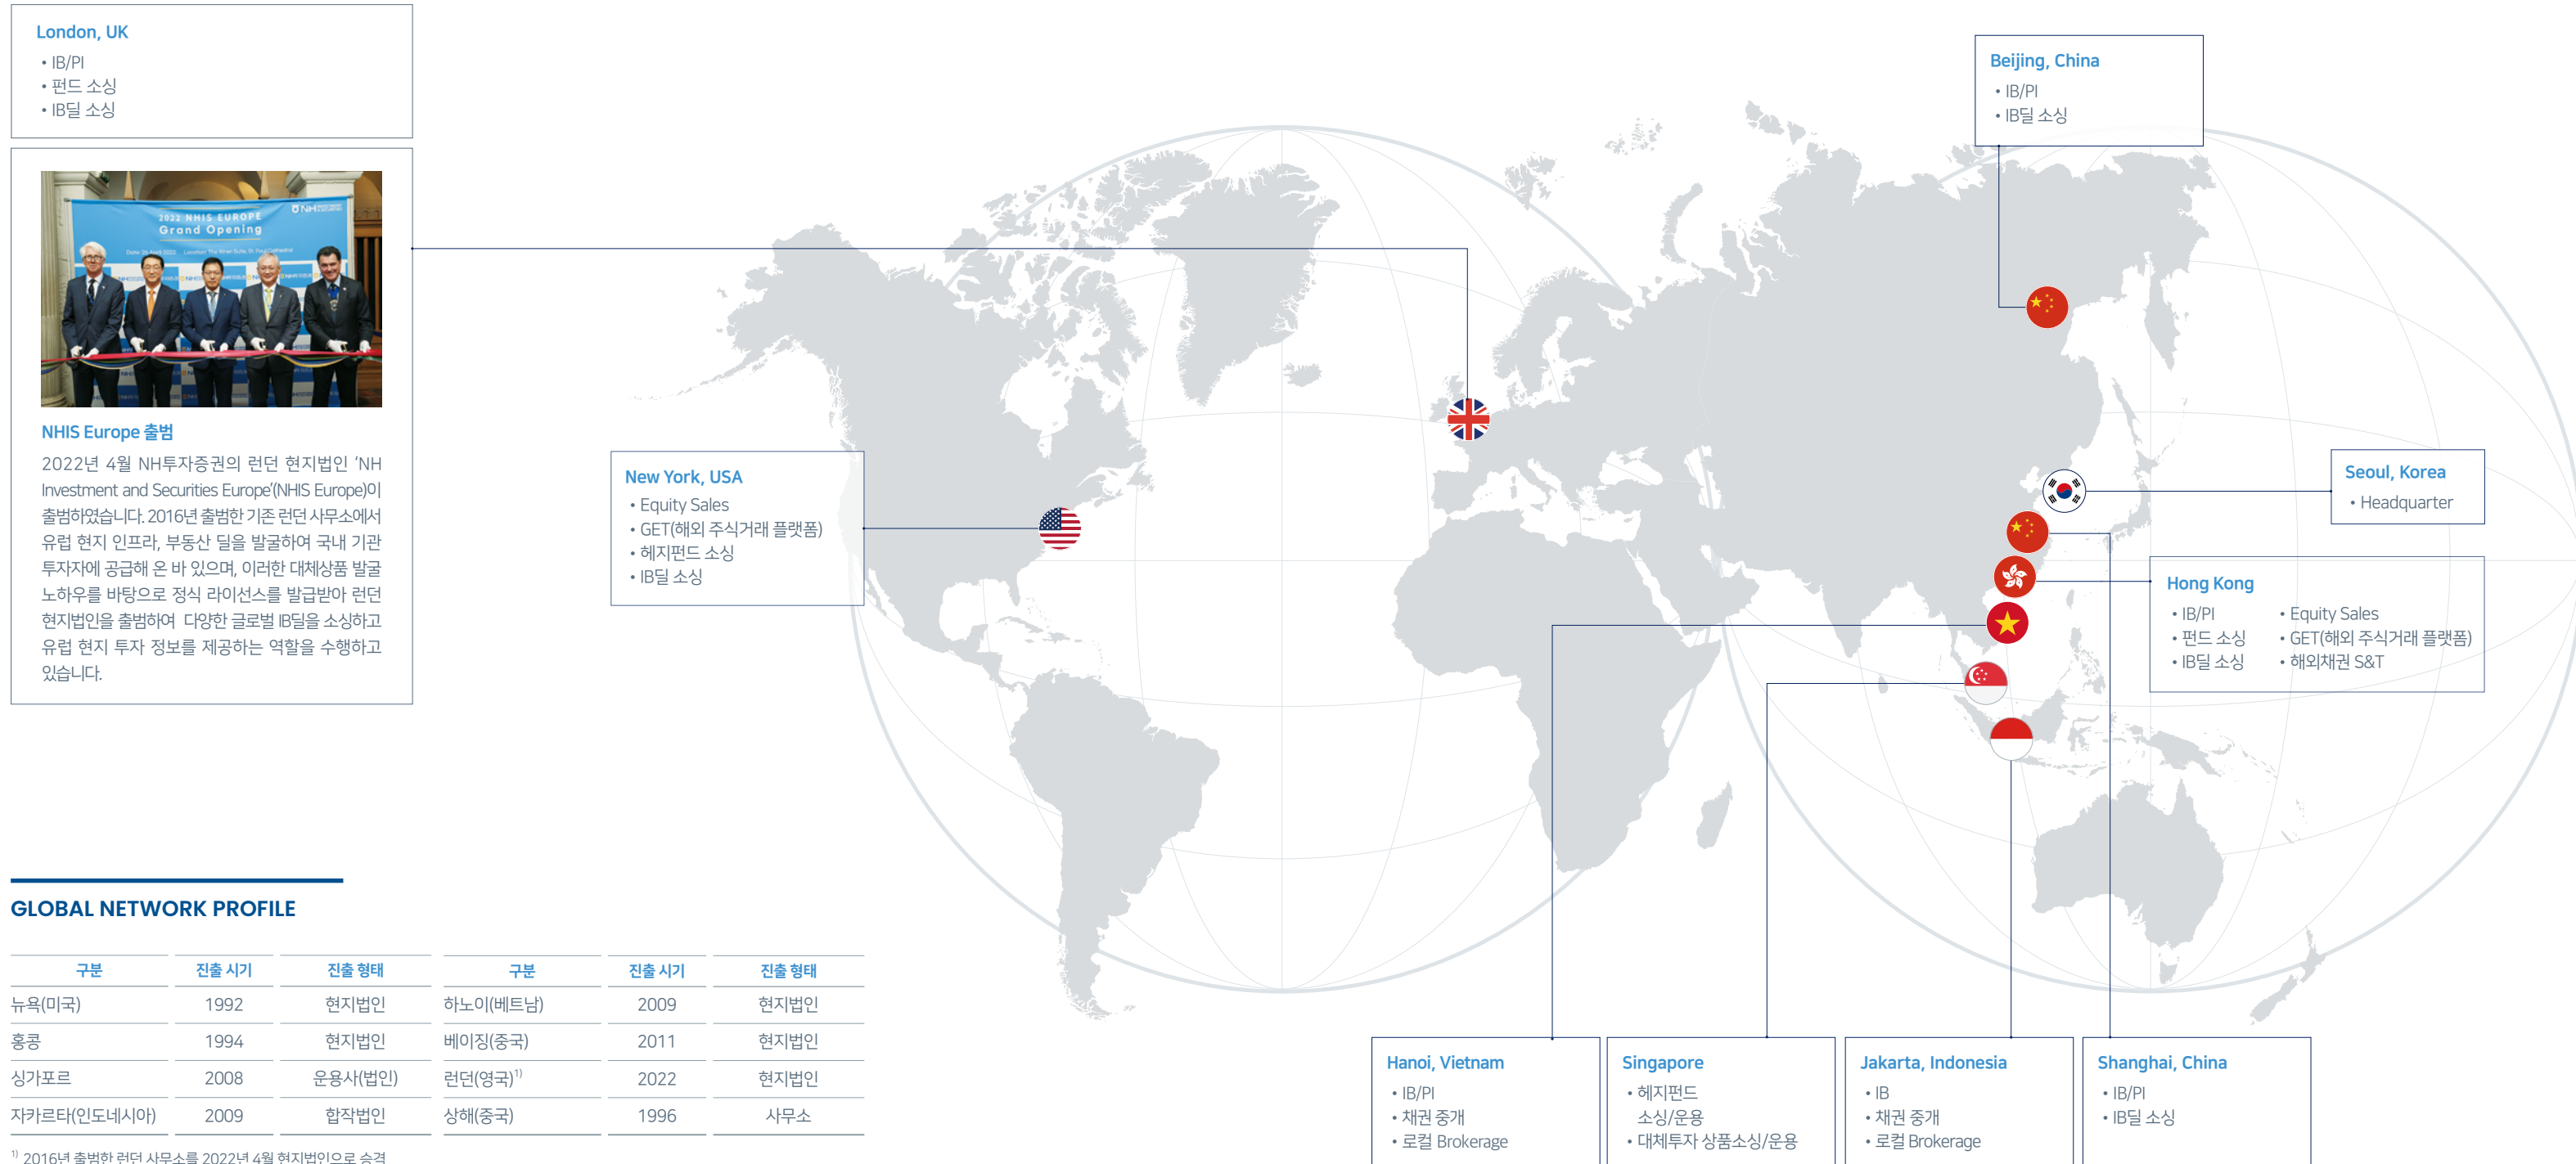 London, UK
• IB/PI
• 펀드 소싱
• IB딜 소싱
2022 NHIS EUROPE
Grand Opening
NHIS Europe 출범
2022년 4월 NH투자증권의 런던 현지법인 ‘NH
Investment and Securities Europe’(NHIS Europe)이
출범하였습니다. 2016년 출범한 기존 런던 사무소에서
유럽 현지 인프라, 부동산 딜을 발굴하여 국내 기관
투자자에 공급해 온 바 있으며, 이러한 대체상품 발굴
노하우를 바탕으로 정식 라이선스를 발급받아 런던
현지법인을 출범하여 다양한 글로벌 IB딜을 소싱하고
유럽 현지 투자 정보를 제공하는 역할을 수행하고
있습니다.
New York, USA
• Equity Sales
• GET(해외 주식거래 플랫폼)
• 헤지펀드 소싱
• IB딜 소싱
Beijing, China
• IB/PI
• IB딜 소싱
Seoul, Korea
• Headquarter
Hong Kong
• IB/PI
• 펀드 소싱
• IB딜 소싱
• Equity Sales
• GET(해외 주식거래 플랫폼)
• 해외채권 S&T
Hanoi, Vietnam
• IB/PI
• 채권 중개
• 로컬 Brokerage
Singapore
• 헤지펀드
소싱/운용
• 대체투자 상품소싱/운용
Jakarta, Indonesia
• IB
• 채권 중개
• 로컬 Brokerage
Shanghai, China
• IB/PI
• IB딜 소싱
GLOBAL NETWORK PROFILE
구분 진출 시기 진출 형태 구분 진출 시기 진출 형태
뉴욕(미국) 1992 현지법인 하노이(베트남) 2009 현지법인
홍콩 1994 현지법인 베이징(중국) 2011 현지법인
싱가포르 2008 운용사(법인) 런던(영국)1) 2022 현지법인
자카르타(인도네시아) 2009 합작법인 상해(중국) 1996 사무소
1) 2016년 출범한 런던 사무소를 2022년 4월 현지법인으로 승격